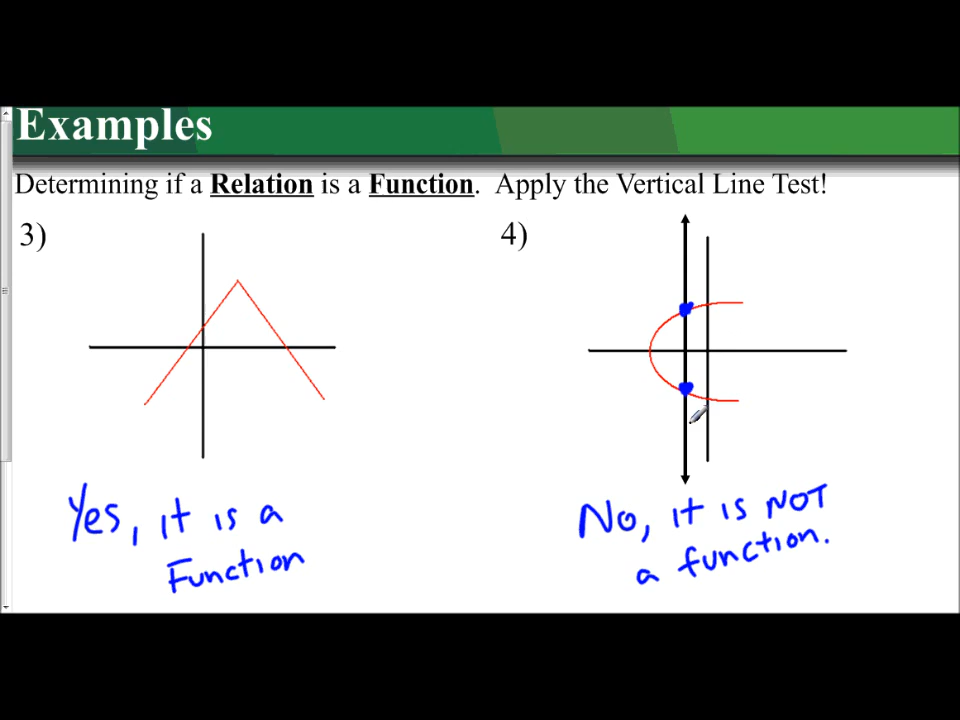 Examples
Determining if a Relation is a Function. Apply the Vertical Line Test!
3)
Yes, it is a
Function
4)
No, it is NOT
a function.